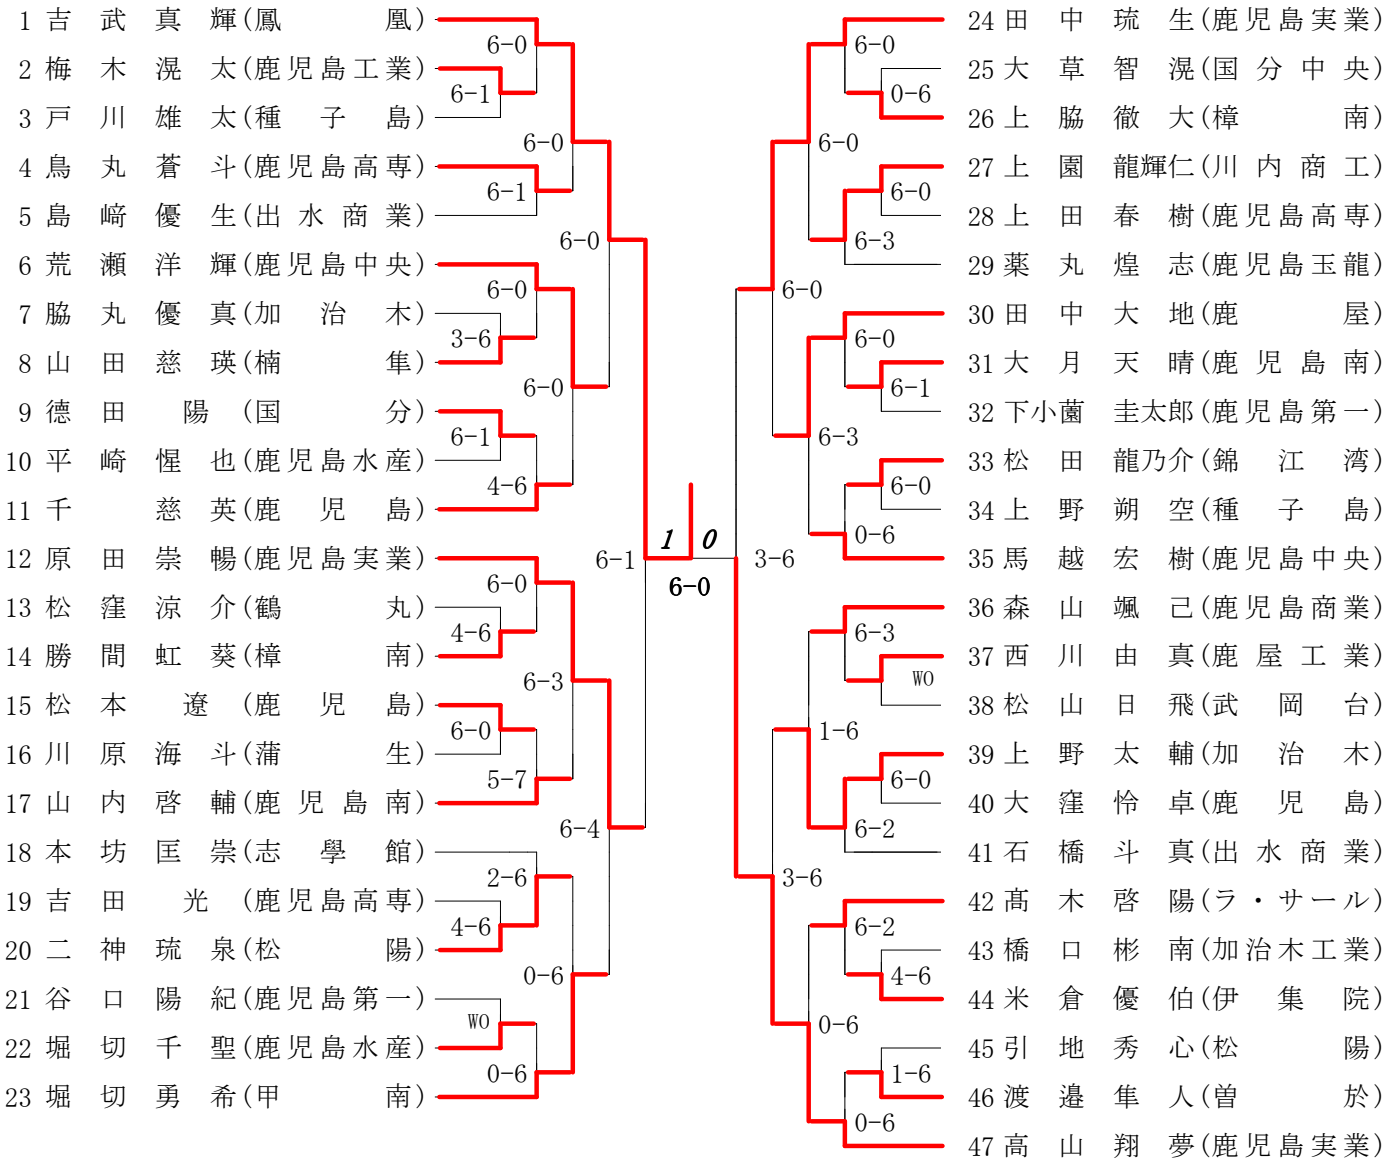 1 吉武真輝(鳳凰)
6-0
2 梅木滉太(鹿児島工業)
6-1
3 戸川雄太(種子島)
6-0
4 鳥丸蒼斗(鹿児島高専)
6-1
5 島﨑優生(出水商業)
6-0
6 荒瀬洋輝(鹿児島中央)
6-0
7 脇丸優真(加治木)
3-6
8 山田慈瑛(楠隼)
6-0
9 德田陽(国分)
6-1
10 平崎惺也(鹿児島水産)
4-6
11 千慈英(鹿児島)
6-1
12 原田崇暢(鹿児島実業)
6-0
13 松窪涼介(鶴丸)
4-6
14 勝間虹葵(樟南)
6-3
15 松本遼(鹿児島)
6-0
16 川原海斗(蒲生)
5-7
17 山内啓輔(鹿児島南)
6-4
18 本坊匡崇(志學館)
2-6
19 吉田光(鹿児島高専)
4-6
20 二神琉泉(松陽)
0-6
21 谷口陽紀(鹿児島第一)
WO
22 堀切千聖(鹿児島水産)
0-6
23 堀切勇希(甲南)
1 0
6-0
24 田中琉生(鹿児島実業)
6-0
25 大草智滉(国分中央)
0-6
26 上脇徹大(樟南)
6-0
27 上園龍輝仁(川内商工)
6-0
28 上田春樹(鹿児島高専)
6-3
29 薬丸煌志(鹿児島玉龍)
6-0
30 田中大地(鹿屋)
6-0
31 大月天晴(鹿児島南)
6-1
32 下小薗圭太郎(鹿児島第一)
6-3
33 松田龍乃介(錦江湾)
6-0
34 上野朔空(種子島)
0-6
35 馬越宏樹(鹿児島中央)
3-6
36 森山颯己(鹿児島商業)
6-3
37 西川由真(鹿屋工業)
WO
38 松山日飛(武岡台)
1-6
39 上野太輔(加治木)
6-0
40 大窪怜卓(鹿児島)
6-2
41 石橋斗真(出水商業)
3-6
42 髙木啓陽(ラ・サール)
6-2
43 橋口彬南(加治木工業)
4-6
44 米倉優伯(伊集院)
0-6
45 引地秀心(松陽)
1-6
46 渡邉隼人(曽於)
0-6
47 高山翔夢(鹿児島実業)